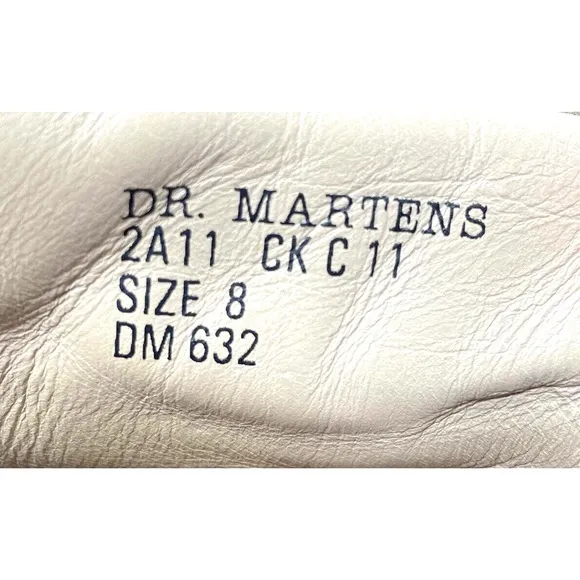 DR. MARTENS
2A11 CK C 11
SIZE 8
DM 632